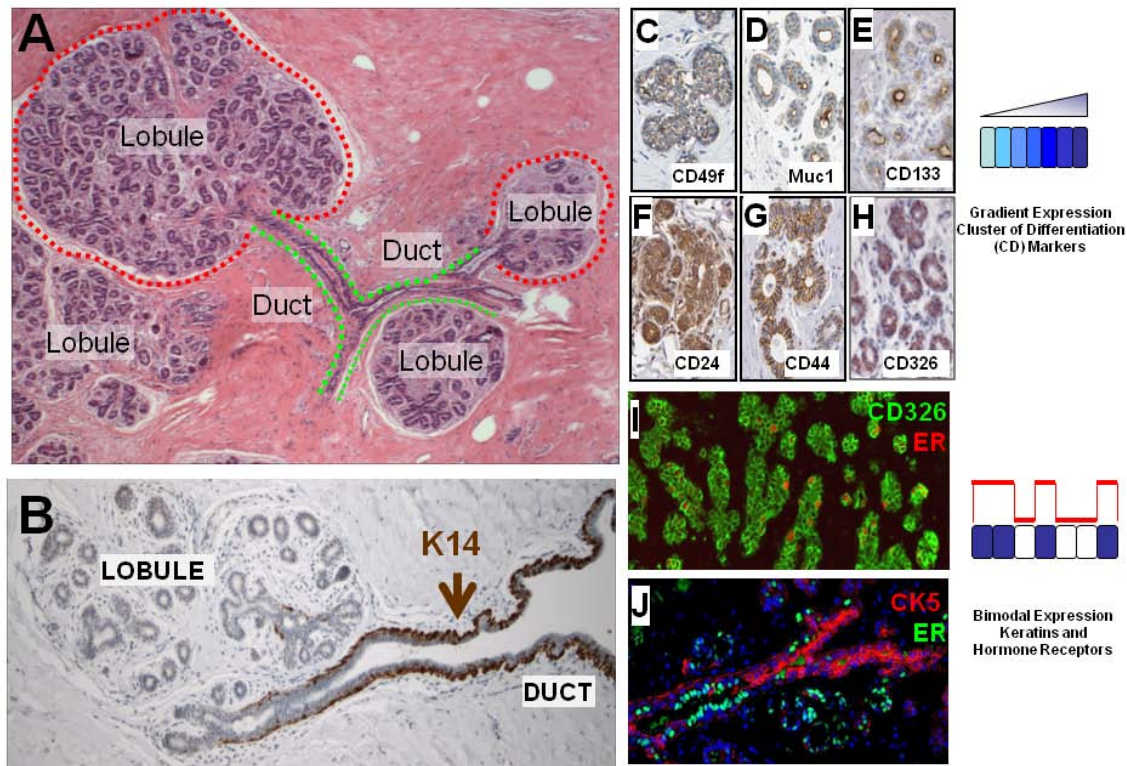 A
Lobule
Lobule
Duct
Duct
Lobule
Lobule
B
K14
LOBULE
DUCT
C
CD49f
D
Muc1
E
CD133
F
CD24
G
CD44
H
CD326
Gradient Expression
Cluster of Differentiation
(CD) Markers
I
CD326
ER
J
CK5
ER
Bimodal Expression
Keratins and
Hormone Receptors